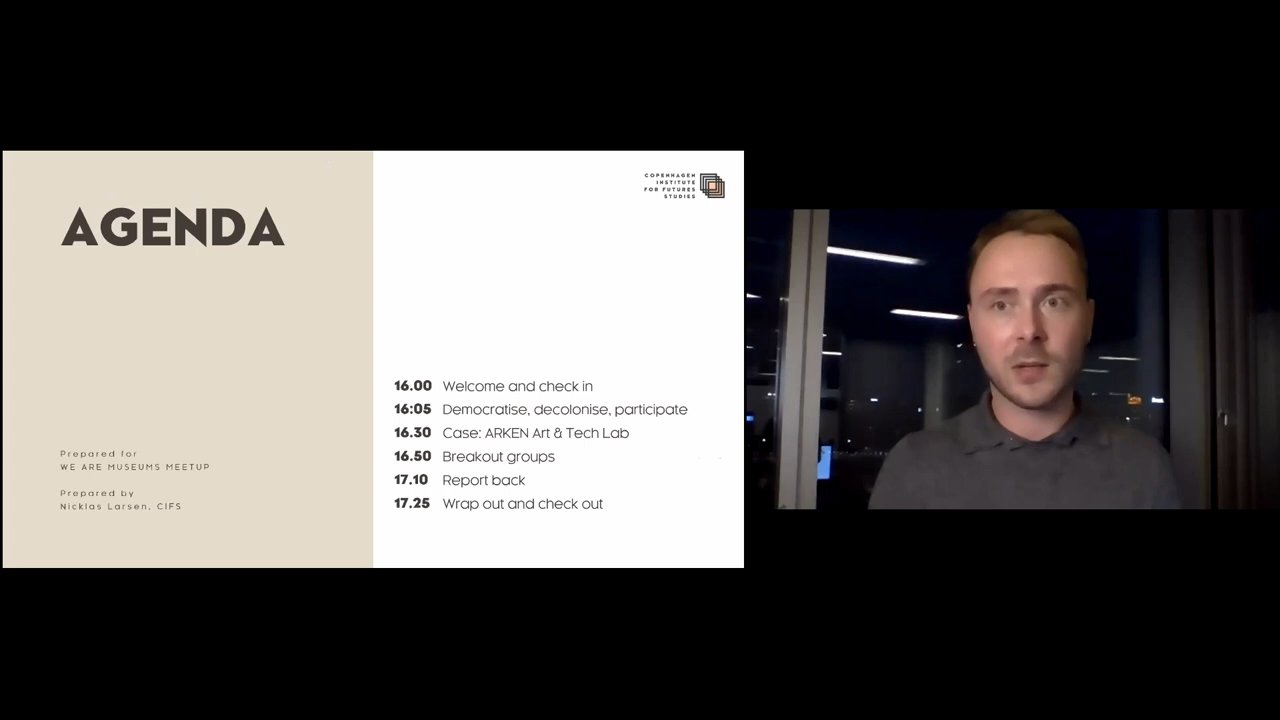 AGENDA
Prepared for
WE ARE MUSEUMS MEETUP
Prepared by
Nicklas Larsen, CIFS
COPENHAGEN
INSTITUTE
FOR FUTURES
STUDIES
16.00 Welcome and check in
16:05 Democratise, decolonise, participate
16.30 Case: ARKEN Art & Tech Lab
16.50 Breakout groups
17.10 Report back
17.25 Wrap out and check out